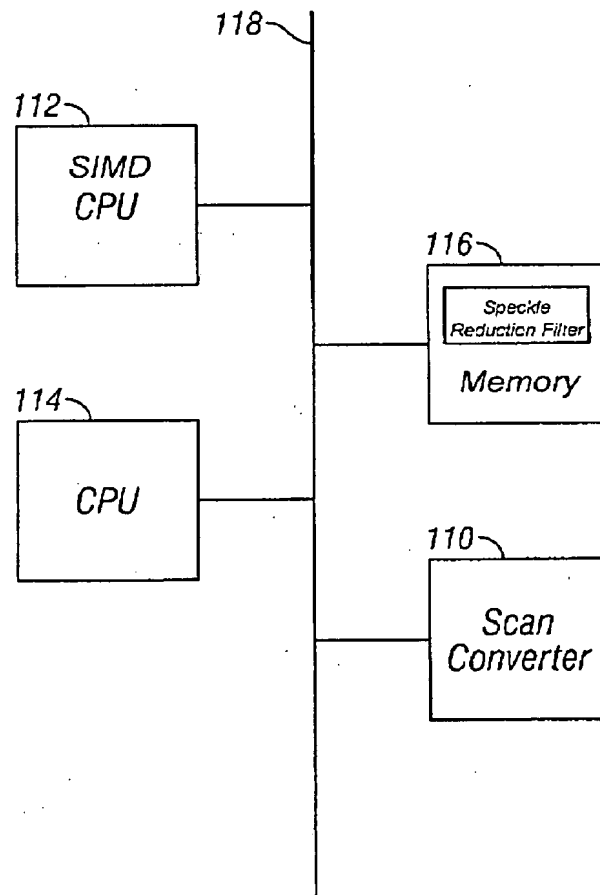 118
112
SIMD
CPU
116
Speckle
Reduction Filter
Memory
114
CPU
110
Scan
Converter